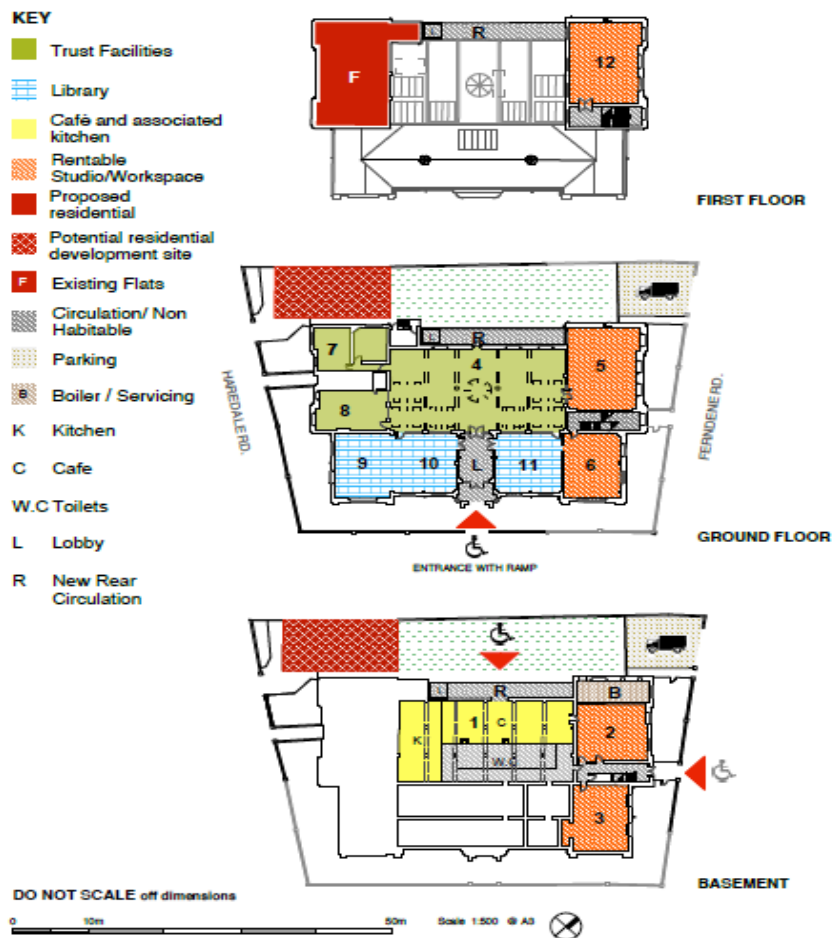 KEY
Trust Facilities
Library
Café and associated
kitchen
Rentable
Studio/Workspace
Proposed
residential
Potential residential
development site
F Existing Flats
Circulation/ Non
Habitable
Parking
B Boiler / Servicing
K Kitchen
C Cafe
W.C Toilets
L Lobby
R New Rear
Circulation
R
F
12
FIRST FLOOR
R
7
4
5
8
9
10
L
11
6
HAREDALE RD.
FERNDENE RD.
ENTRANCE WITH RAMP
GROUND FLOOR
R
B
1
C
K
2
W.C
3
BASEMENT
DO NOT SCALE off dimensions
0 10m 50m Scale 1:500 @ A3